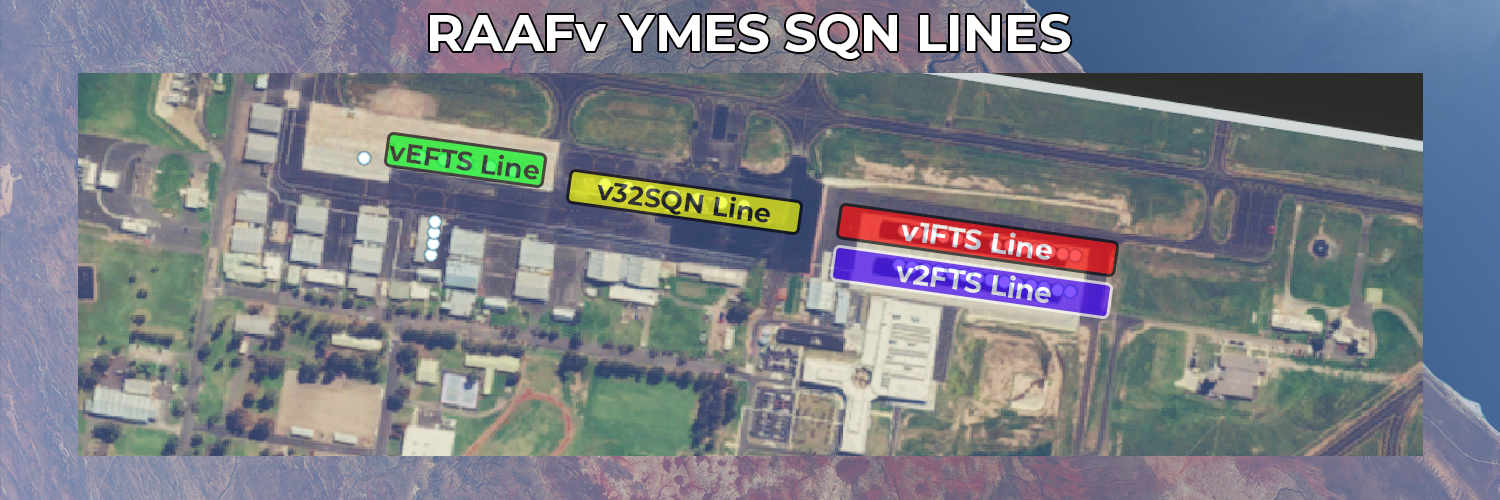 RAAFv YMES SQN LINES
vEFTS Line
v32SQN Line
v1FTS Line
v2FTS Line